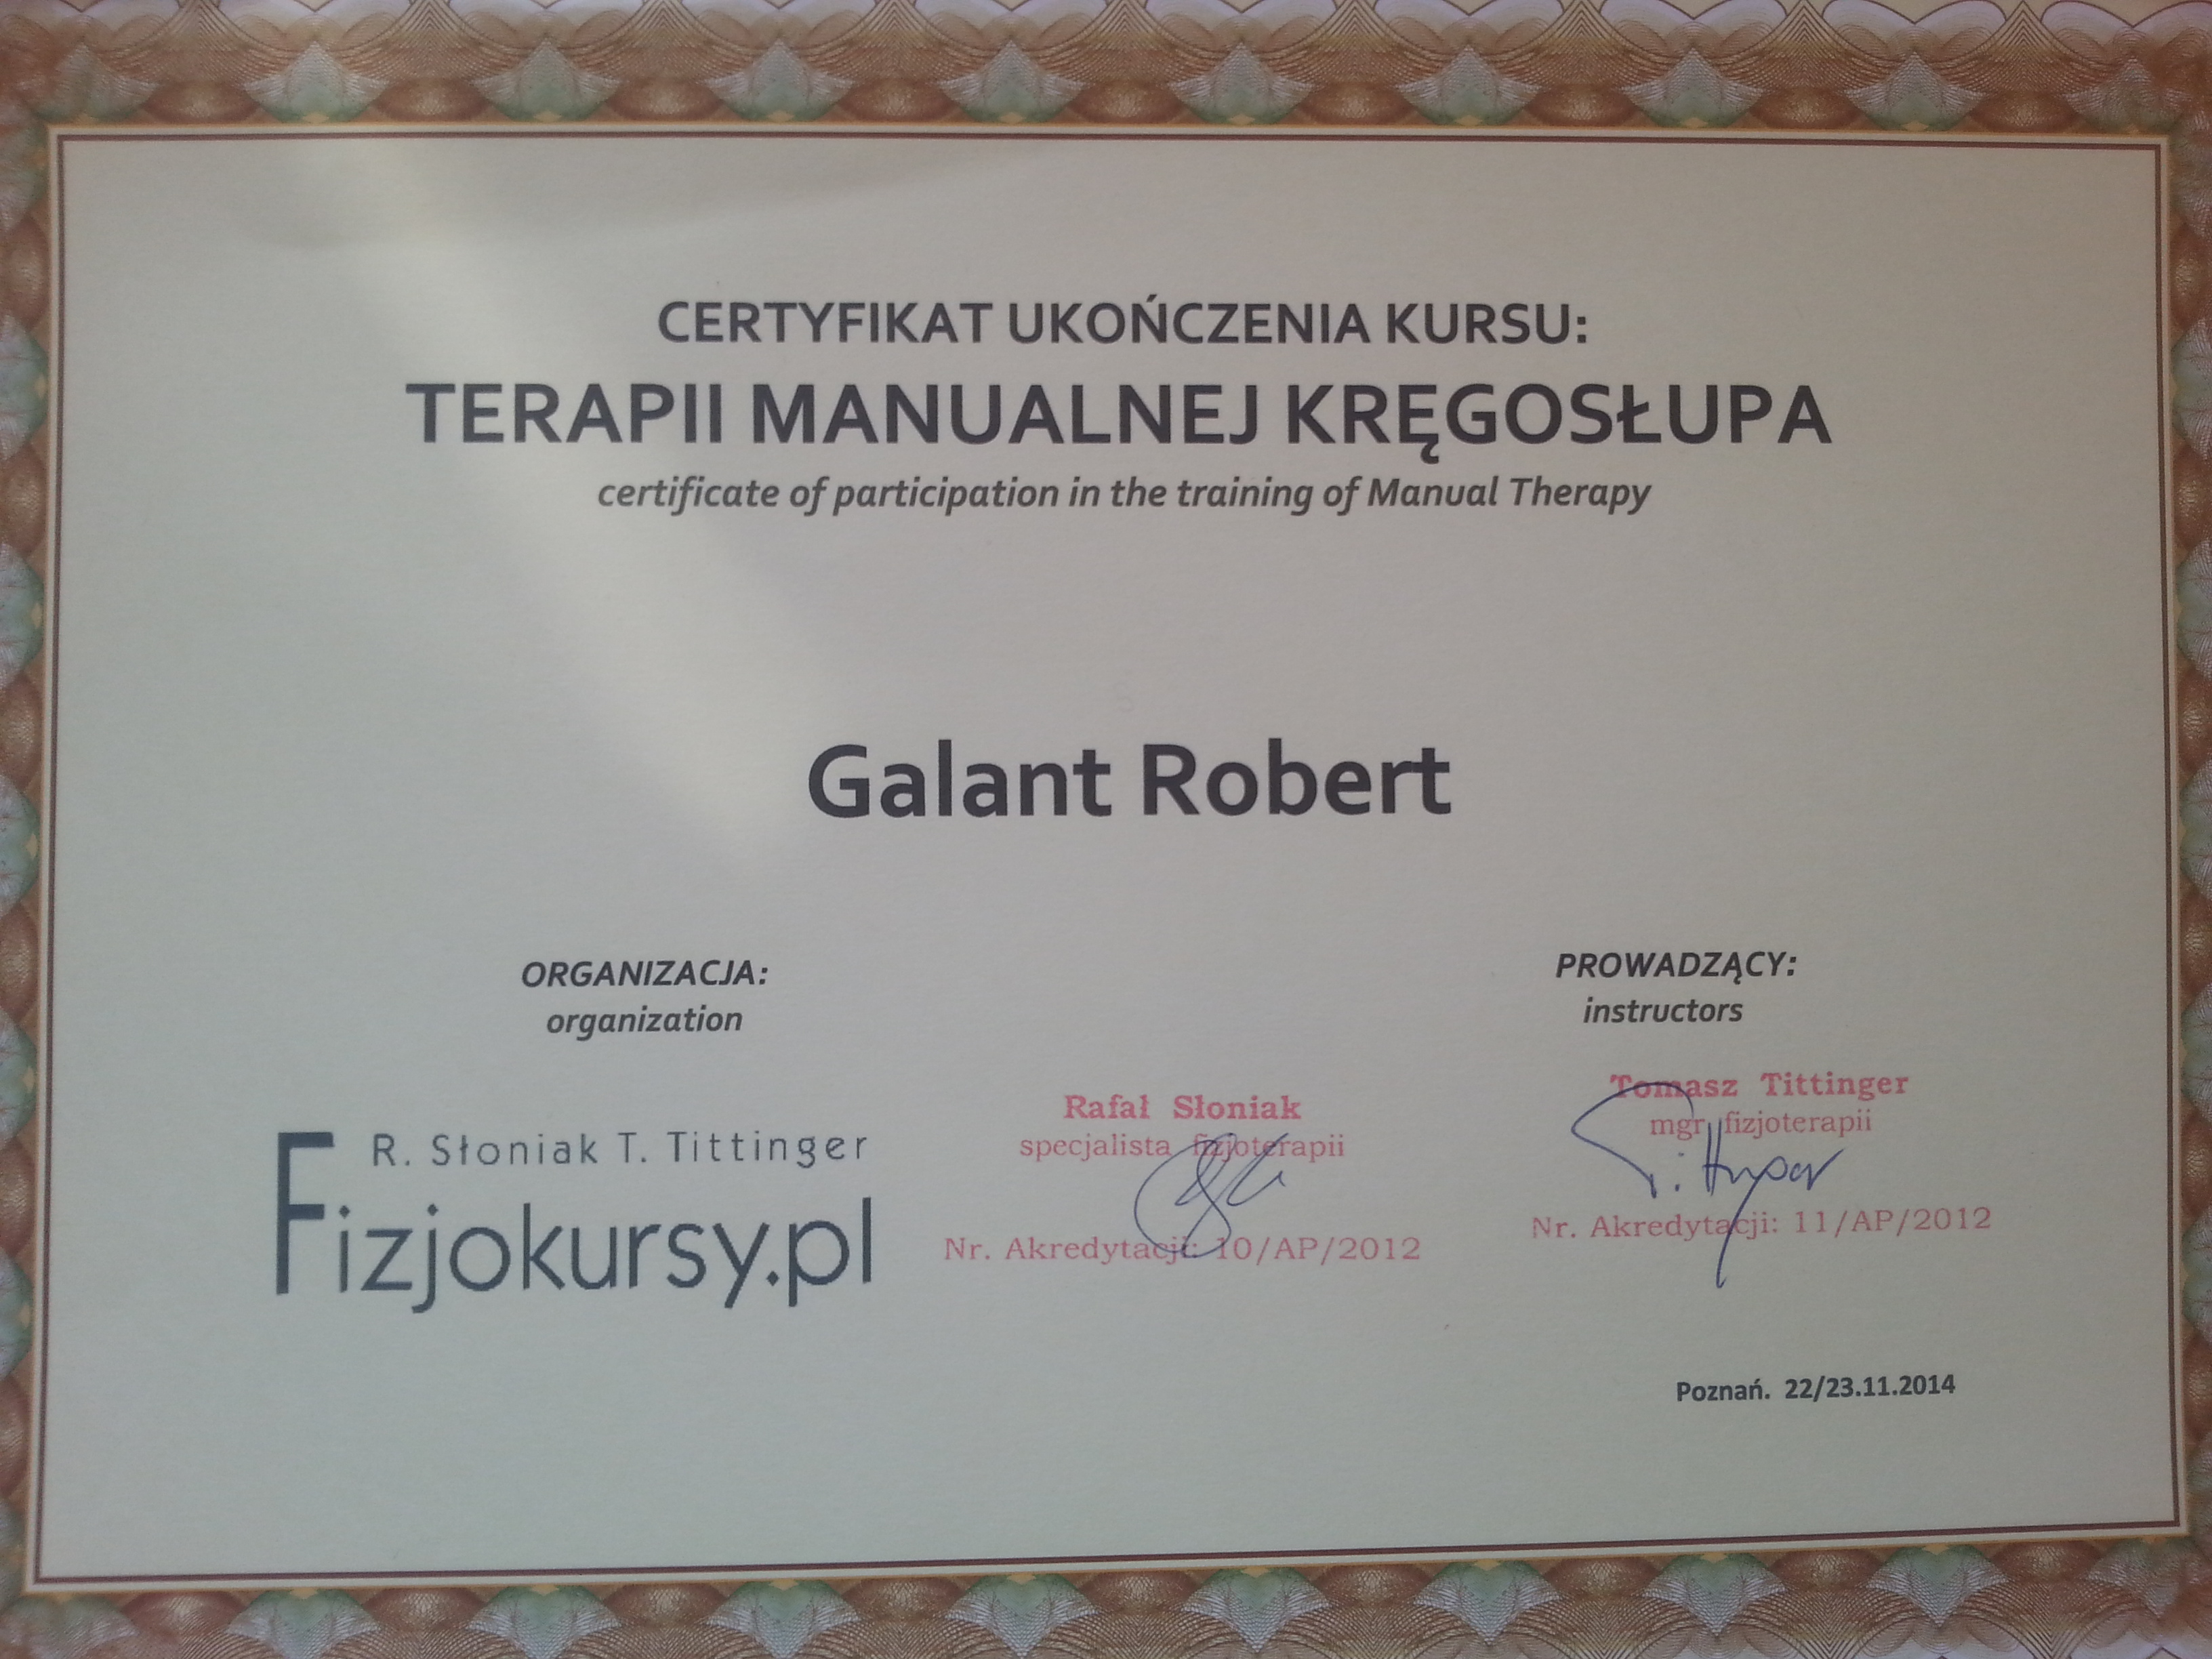 CERTYFIKAT UKOŃCZENIA KURSU:
TERAPII MANUALNEJ KRĘGOSŁUPA
certificate of participation in the training of Manual Therapy
Galant Robert
ORGANIZACJA:
organization
R. Słoniak T. Tittinger
Fizjokursy.pl
Rafał Słoniak
specjalista fizjoterapii
Nr. Akredytacji: 10/AP/2012
PROWADZĄCY:
instructors
Tomasz Tittinger
mgr fizjoterapii
Nr. Akredytacji: 11/AP/2012
Poznań. 22/23.11.2014